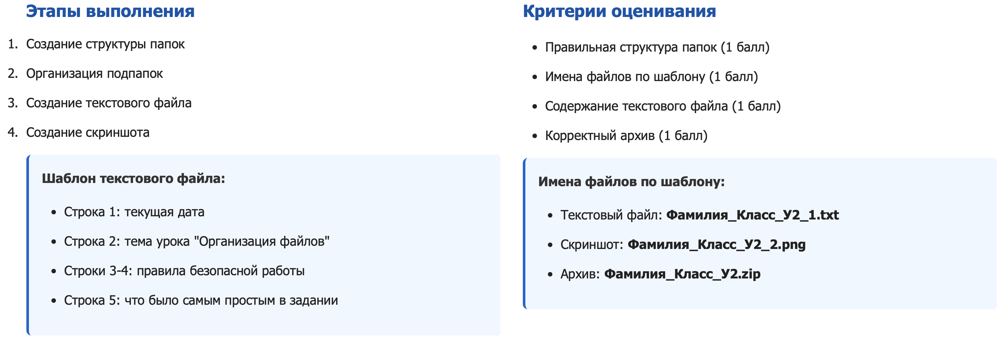 Этапы выполнения
1. Создание структуры папок
2. Организация подпапок
3. Создание текстового файла
4. Создание скриншота
Шаблон текстового файла:
• Строка 1: текущая дата
• Строка 2: тема урока "Организация файлов"
• Строки 3-4: правила безопасной работы
• Строка 5: что было самым простым в задании
Критерии оценивания
• Правильная структура папок (1 балл)
• Имена файлов по шаблону (1 балл)
• Содержание текстового файла (1 балл)
• Корректный архив (1 балл)
Имена файлов по шаблону:
• Текстовый файл: Фамилия_Класс_У2_1.txt
• Скриншот: Фамилия_Класс_У2_2.png
• Архив: Фамилия_Класс_У2.zip